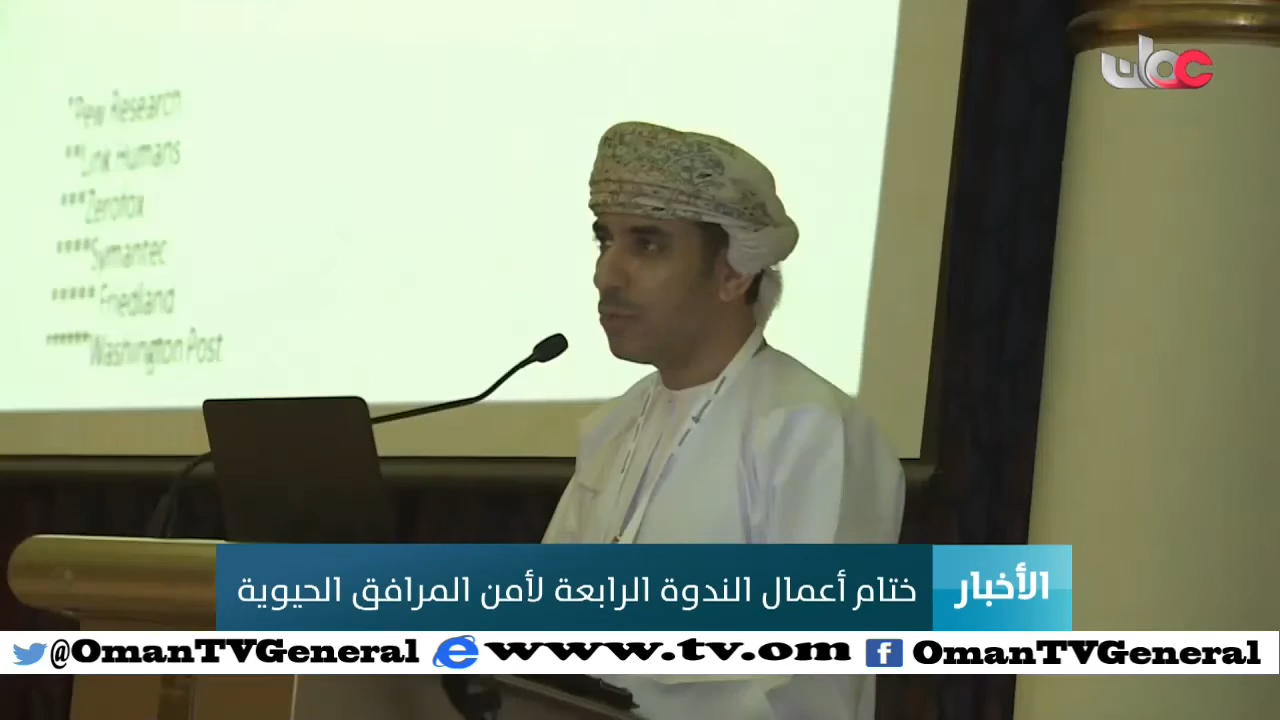 عمان
*Pew Research
**Link Humans
***Zerofox
****Symantec
***** Friedland
******Washington Post
الأخبار
ختام أعمال الندوة الرابعة لأمن المرافق الحيوية
@OmanTVGeneral www.tv.om OmanTVGeneral